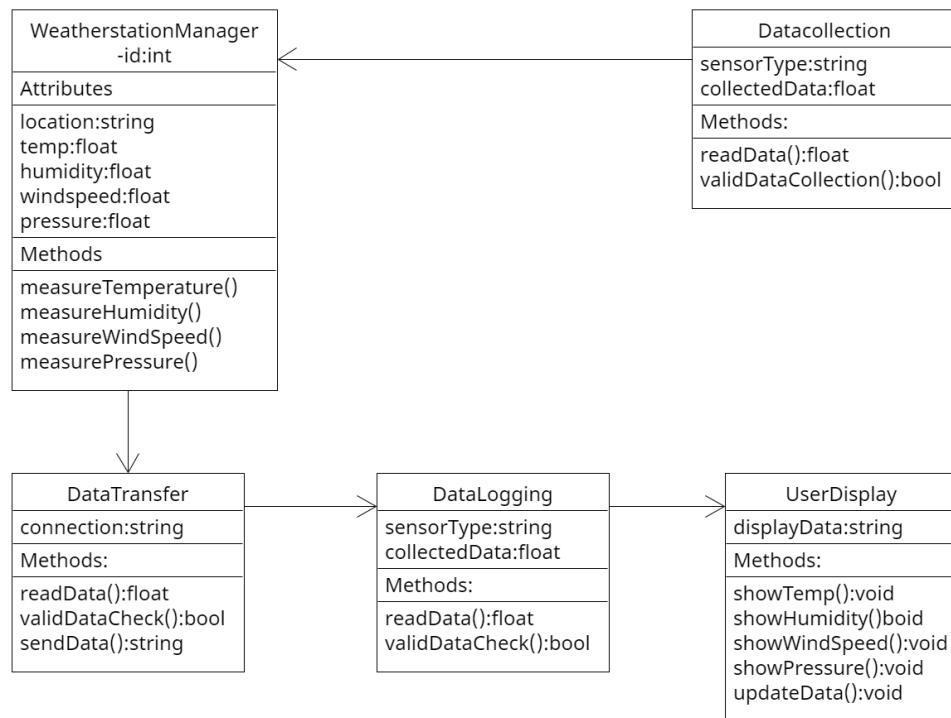 WeatherstationManager
-id:int
Attributes
location:string
temp:float
humidity:float
windspeed:float
pressure:float
Methods
measureTemperature()
measureHumidity()
measureWindSpeed()
measurePressure()
Datacollection
sensorType:string
collectedData:float
Methods:
readData():float
validDataCollection():bool
DataTransfer
connection:string
Methods:
readData():float
validDataCheck():bool
sendData():string
DataLogging
sensorType:string
collectedData:float
Methods:
readData():float
validDataCheck():bool
UserDisplay
displayData:string
Methods:
showTemp():void
showHumidity()boid
showWindSpeed():void
showPressure():void
updateData():void